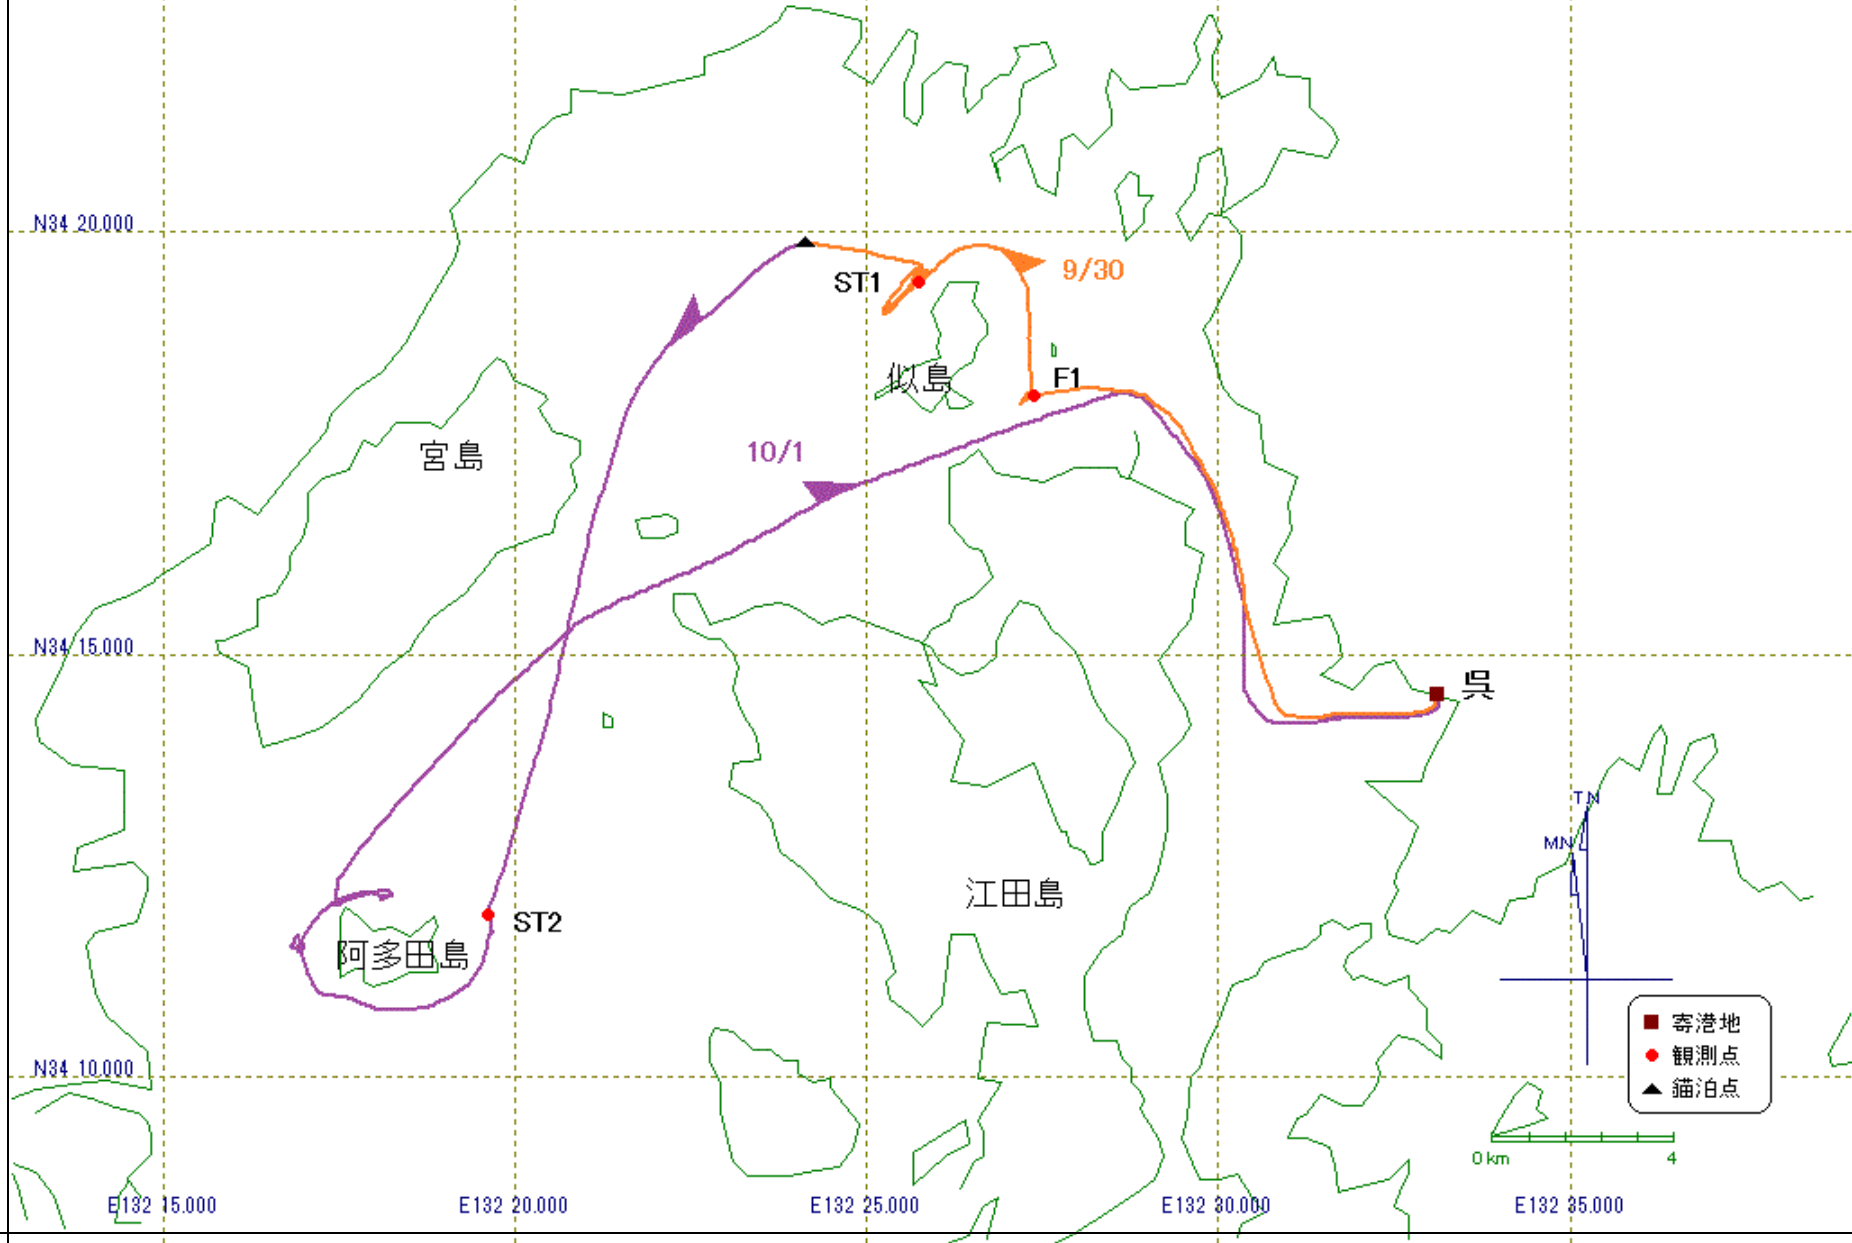 N34 20.000
ST1
9/30
似島
F1
宮島
10/1
N34 15.000
呉
TN
MN
江田島
ST2
阿多田島
寄港地
観測点
錨泊点
N34 10.000
0 km 4
E132 15.000 E132 20.000 E132 25.000 E132 30.000 E132 35.000